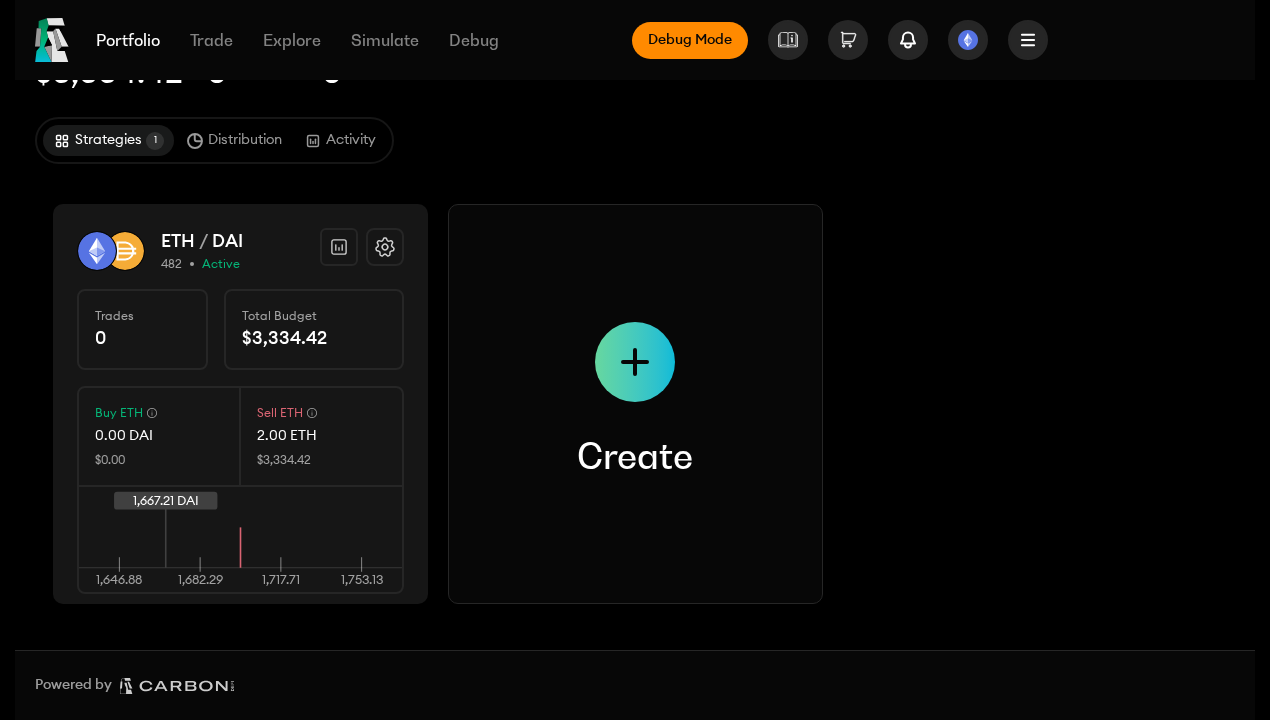 Portfolio Trade Explore Simulate Debug Debug Mode
Strategies 1 Distribution Activity
ETH / DAI
482 • Active
Trades Total Budget
0 $3,334.42
Buy ETH Sell ETH
0.00 DAI 2.00 ETH
$0.00 $3,334.42
1,667.21 DAI
1,646.88 1,682.29 1,717.71 1,753.13
Create
Powered by CARBON